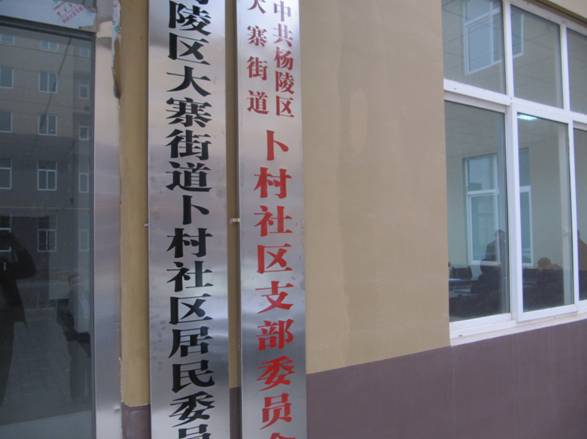 中共杨陵区
大寨街道
卜村社区支部委员
陵区大寨街道卜村社区居民委员